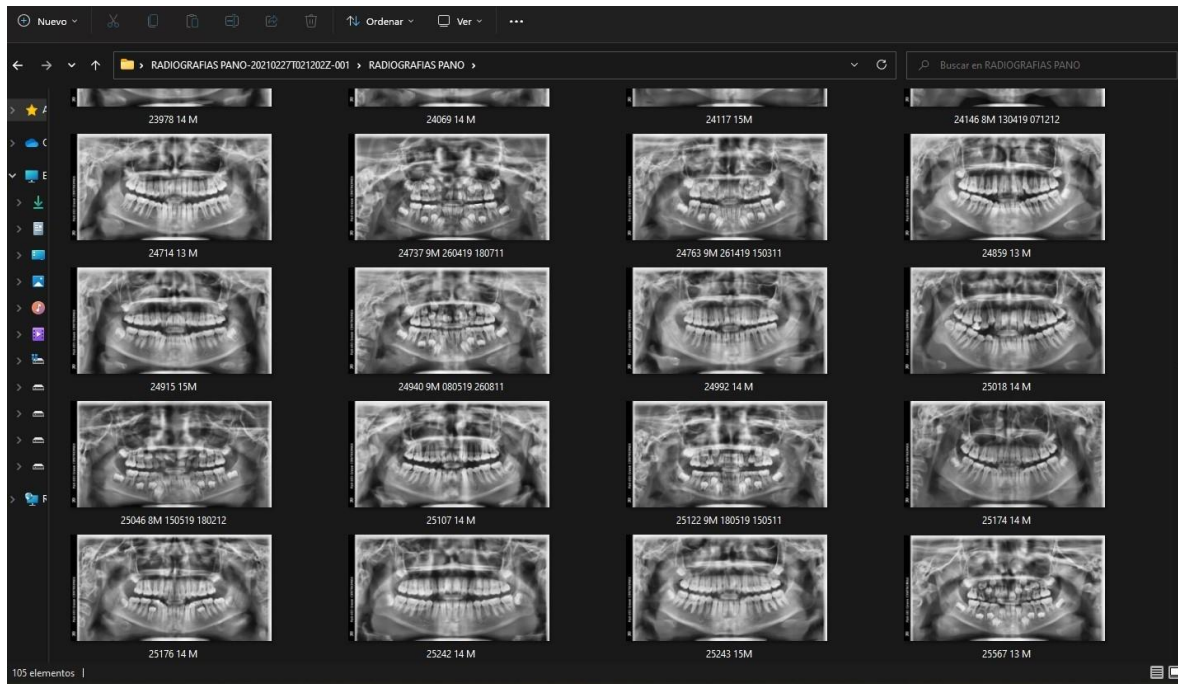 Nuevo Ordenar Ver
RADIOGRAFIAS PANO-20210227T021202Z-001 > RADIOGRAFIAS PANO > Buscar en RADIOGRAFIAS PANO
23978 14 M 24069 14 M 24117 15M 24146 8M 130419 071212
24714 13 M 24737 9M 260419 180711 24763 9M 261419 150311 24859 13 M
24915 15M 24940 9M 080519 260811 24992 14 M 25018 14 M
25046 8M 150519 180212 25107 14 M 25122 9M 180519 150511 25174 14 M
25176 14 M 25242 14 M 25243 15M 25567 13 M
105 elementos